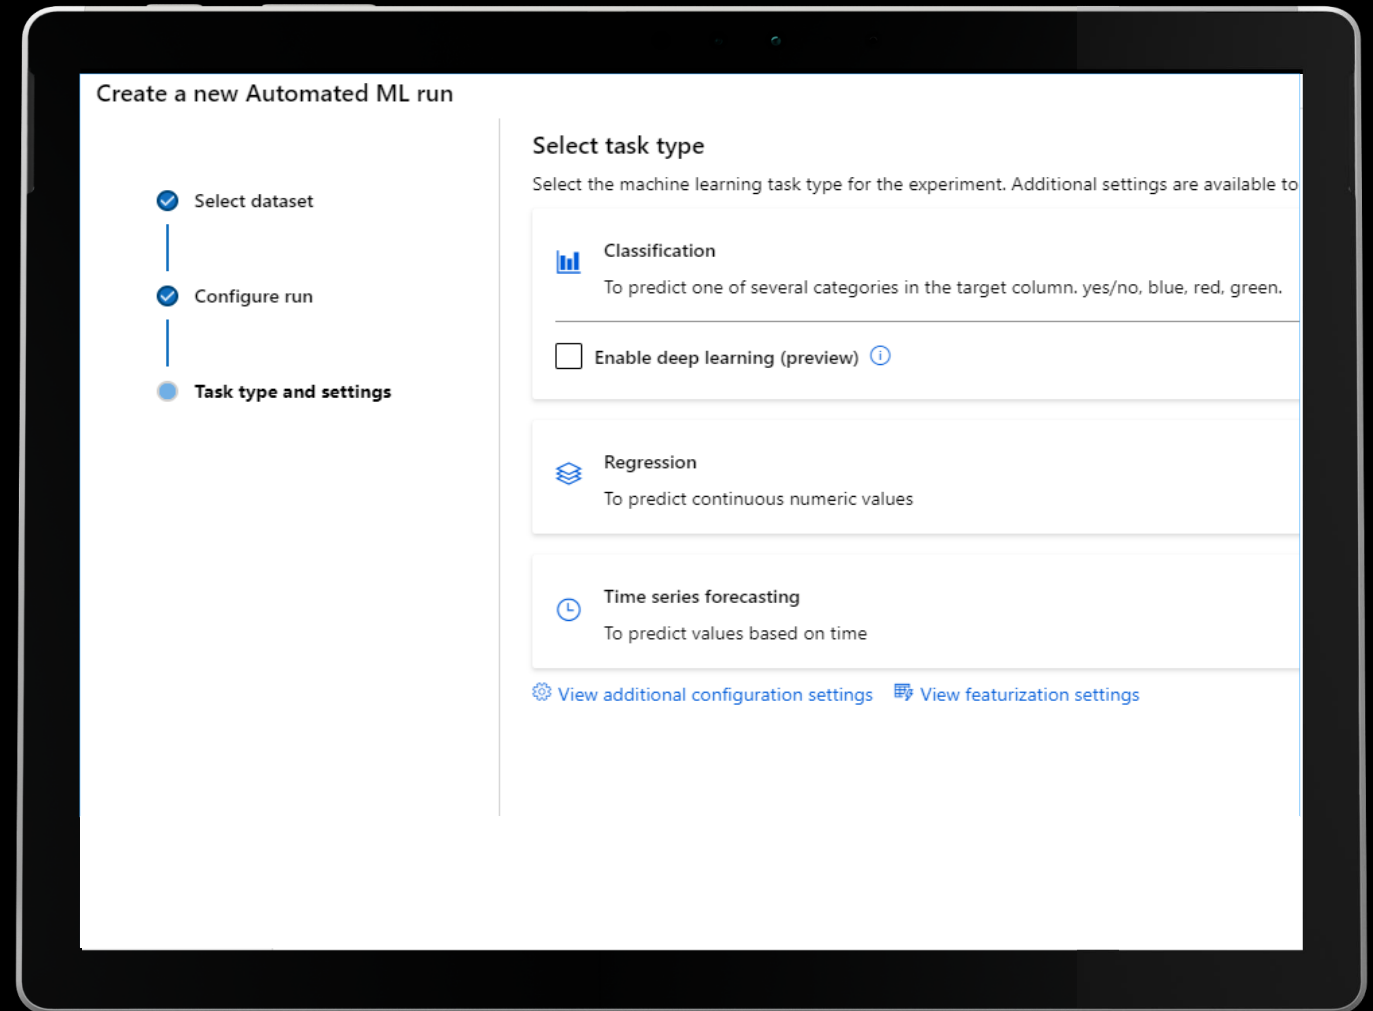 Create a new Automated ML run
Select dataset
Configure run
Task type and settings
Select task type
Select the machine learning task type for the experiment. Additional settings are available to
Classification
To predict one of several categories in the target column. yes/no, blue, red, green.
Enable deep learning (preview)
Regression
To predict continuous numeric values
Time series forecasting
To predict values based on time
View additional configuration settings
View featurization settings